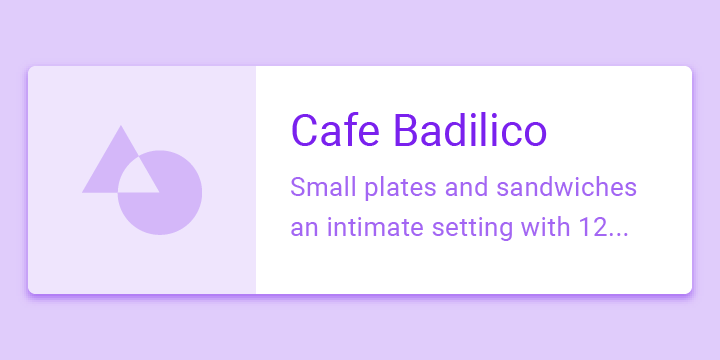 Cafe Badilico
Small plates and sandwiches
an intimate setting with 12...